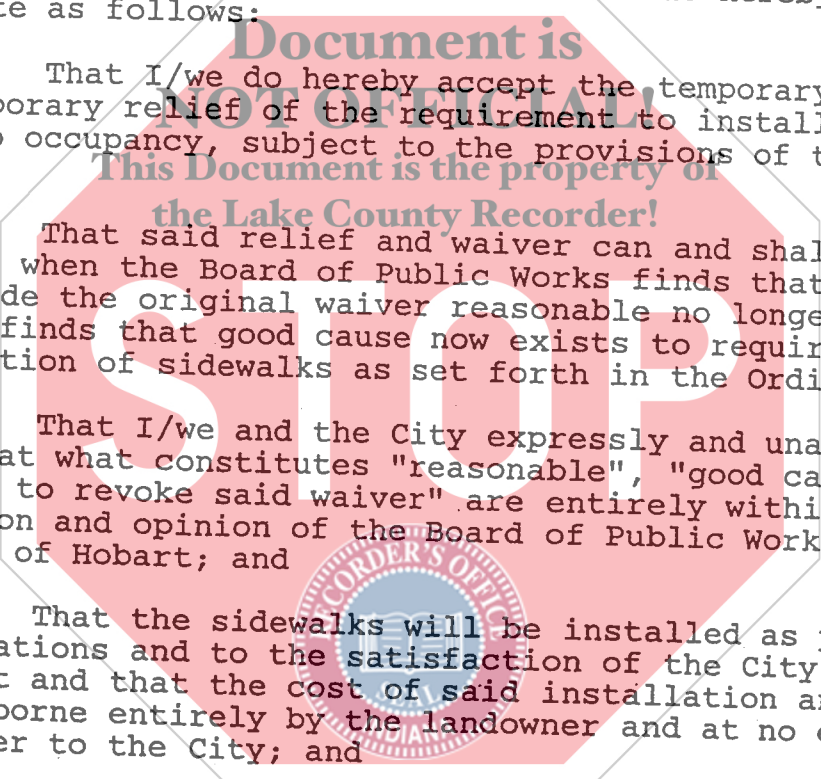 te as follows:
Document is
That I/we do hereby accept the temporary
NOT OFFICIAL!
porary relief of the requirement to install
occupancy, subject to the provisions of t
This Document is the property of
the Lake County Recorder!
That said relief and waiver can and shal
when the Board of Public Works finds that
de the original waiver reasonable no longe
finds that good cause now exists to requir
tion of sidewalks as set forth in the Ordi
STOP
That I/we and the City expressly and una
at what constitutes "reasonable", "good ca
to revoke said waiver" are entirely withi
on and opinion of the Board of Public Work
of Hobart; and
RECORDER'S OFFICE
That the sidewalks will be installed as
ations and to the satisfaction of the City
t and that the cost of said installation a
SEAL
borne entirely by the landowner and at no
er to the City; and
INDIANA